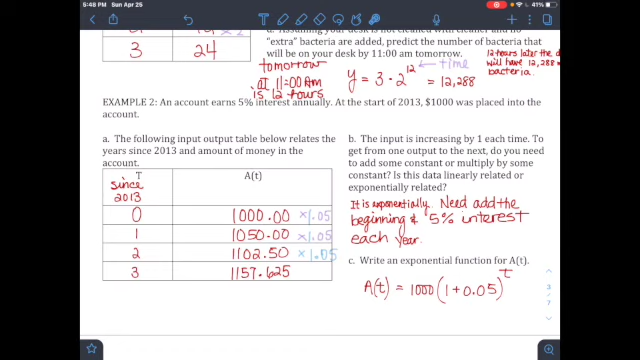 5:48 PM Sun Apr 25
41%
d. Assuming your desk is not cleaned with cleaner and no
"extra" bacteria are added, predict the number of bacteria that
will be on your desk by 11:00 am tomorrow.
×2
3 24
tomorrow
at 11:00 Am
is 12 hours
y = 3 · 2^12 = 12,288
← time
12 hours later the d
will have 12,288
bacteria.
EXAMPLE 2: An account earns 5% interest annually. At the start of 2013, $1000 was placed into the
account.
a. The following input output table below relates the
years since 2013 and amount of money in the
account.
T A(t)
since
2013
0 1000.00 ×1.05
1 1050.00 ×1.05
2 1102.50 ×1.05
3 1157.625
b. The input is increasing by 1 each time. To
get from one output to the next, do you need to
add some constant or multiply by some
constant? Is this data linearly related or
exponentially related?
It is exponentially. Need add the
beginning & 5% interest
each year.
c. Write an exponential function for A(t).
A(t) = 1000(1+0.05)^t
3
7